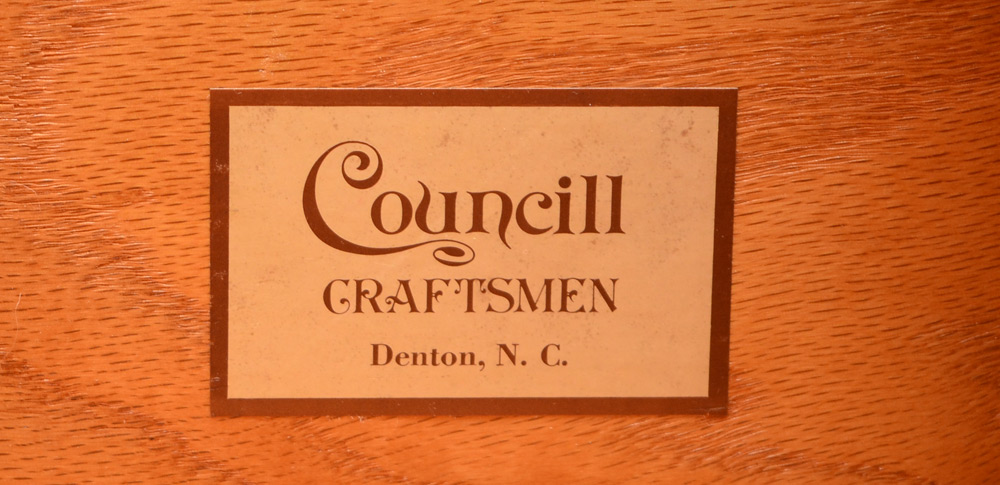 Councill
CRAFTSMEN
Denton, N. C.